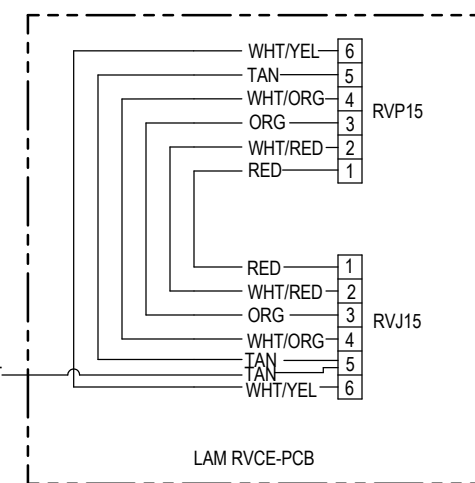 WHT/YEL 6
TAN 5
WHT/ORG 4
RVP15
ORG 3
WHT/RED 2
RED 1
RED 1
WHT/RED 2
ORG 3
RVJ15
WHT/ORG 4
TAN 5
TAN
WHT/YEL 6
LAM RVCE-PCB